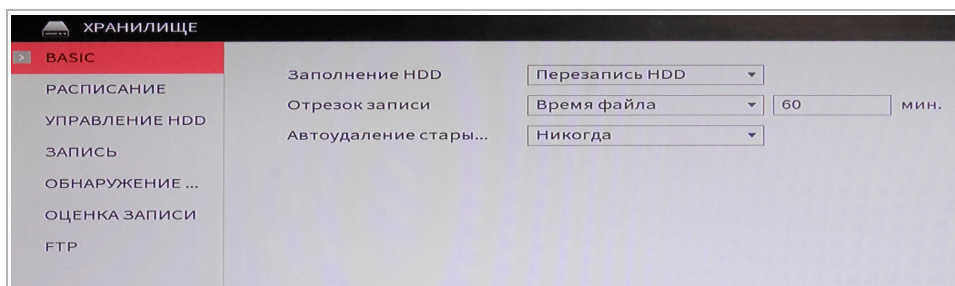 ХРАНИЛИЩЕ
BASIC
РАСПИСАНИЕ
УПРАВЛЕНИЕ HDD
ЗАПИСЬ
ОБНАРУЖЕНИЕ ...
ОЦЕНКА ЗАПИСИ
FTP
Заполнение HDD Перезапись HDD
Отрезок записи Время файла 60 мин.
Автоудаление стары... Никогда